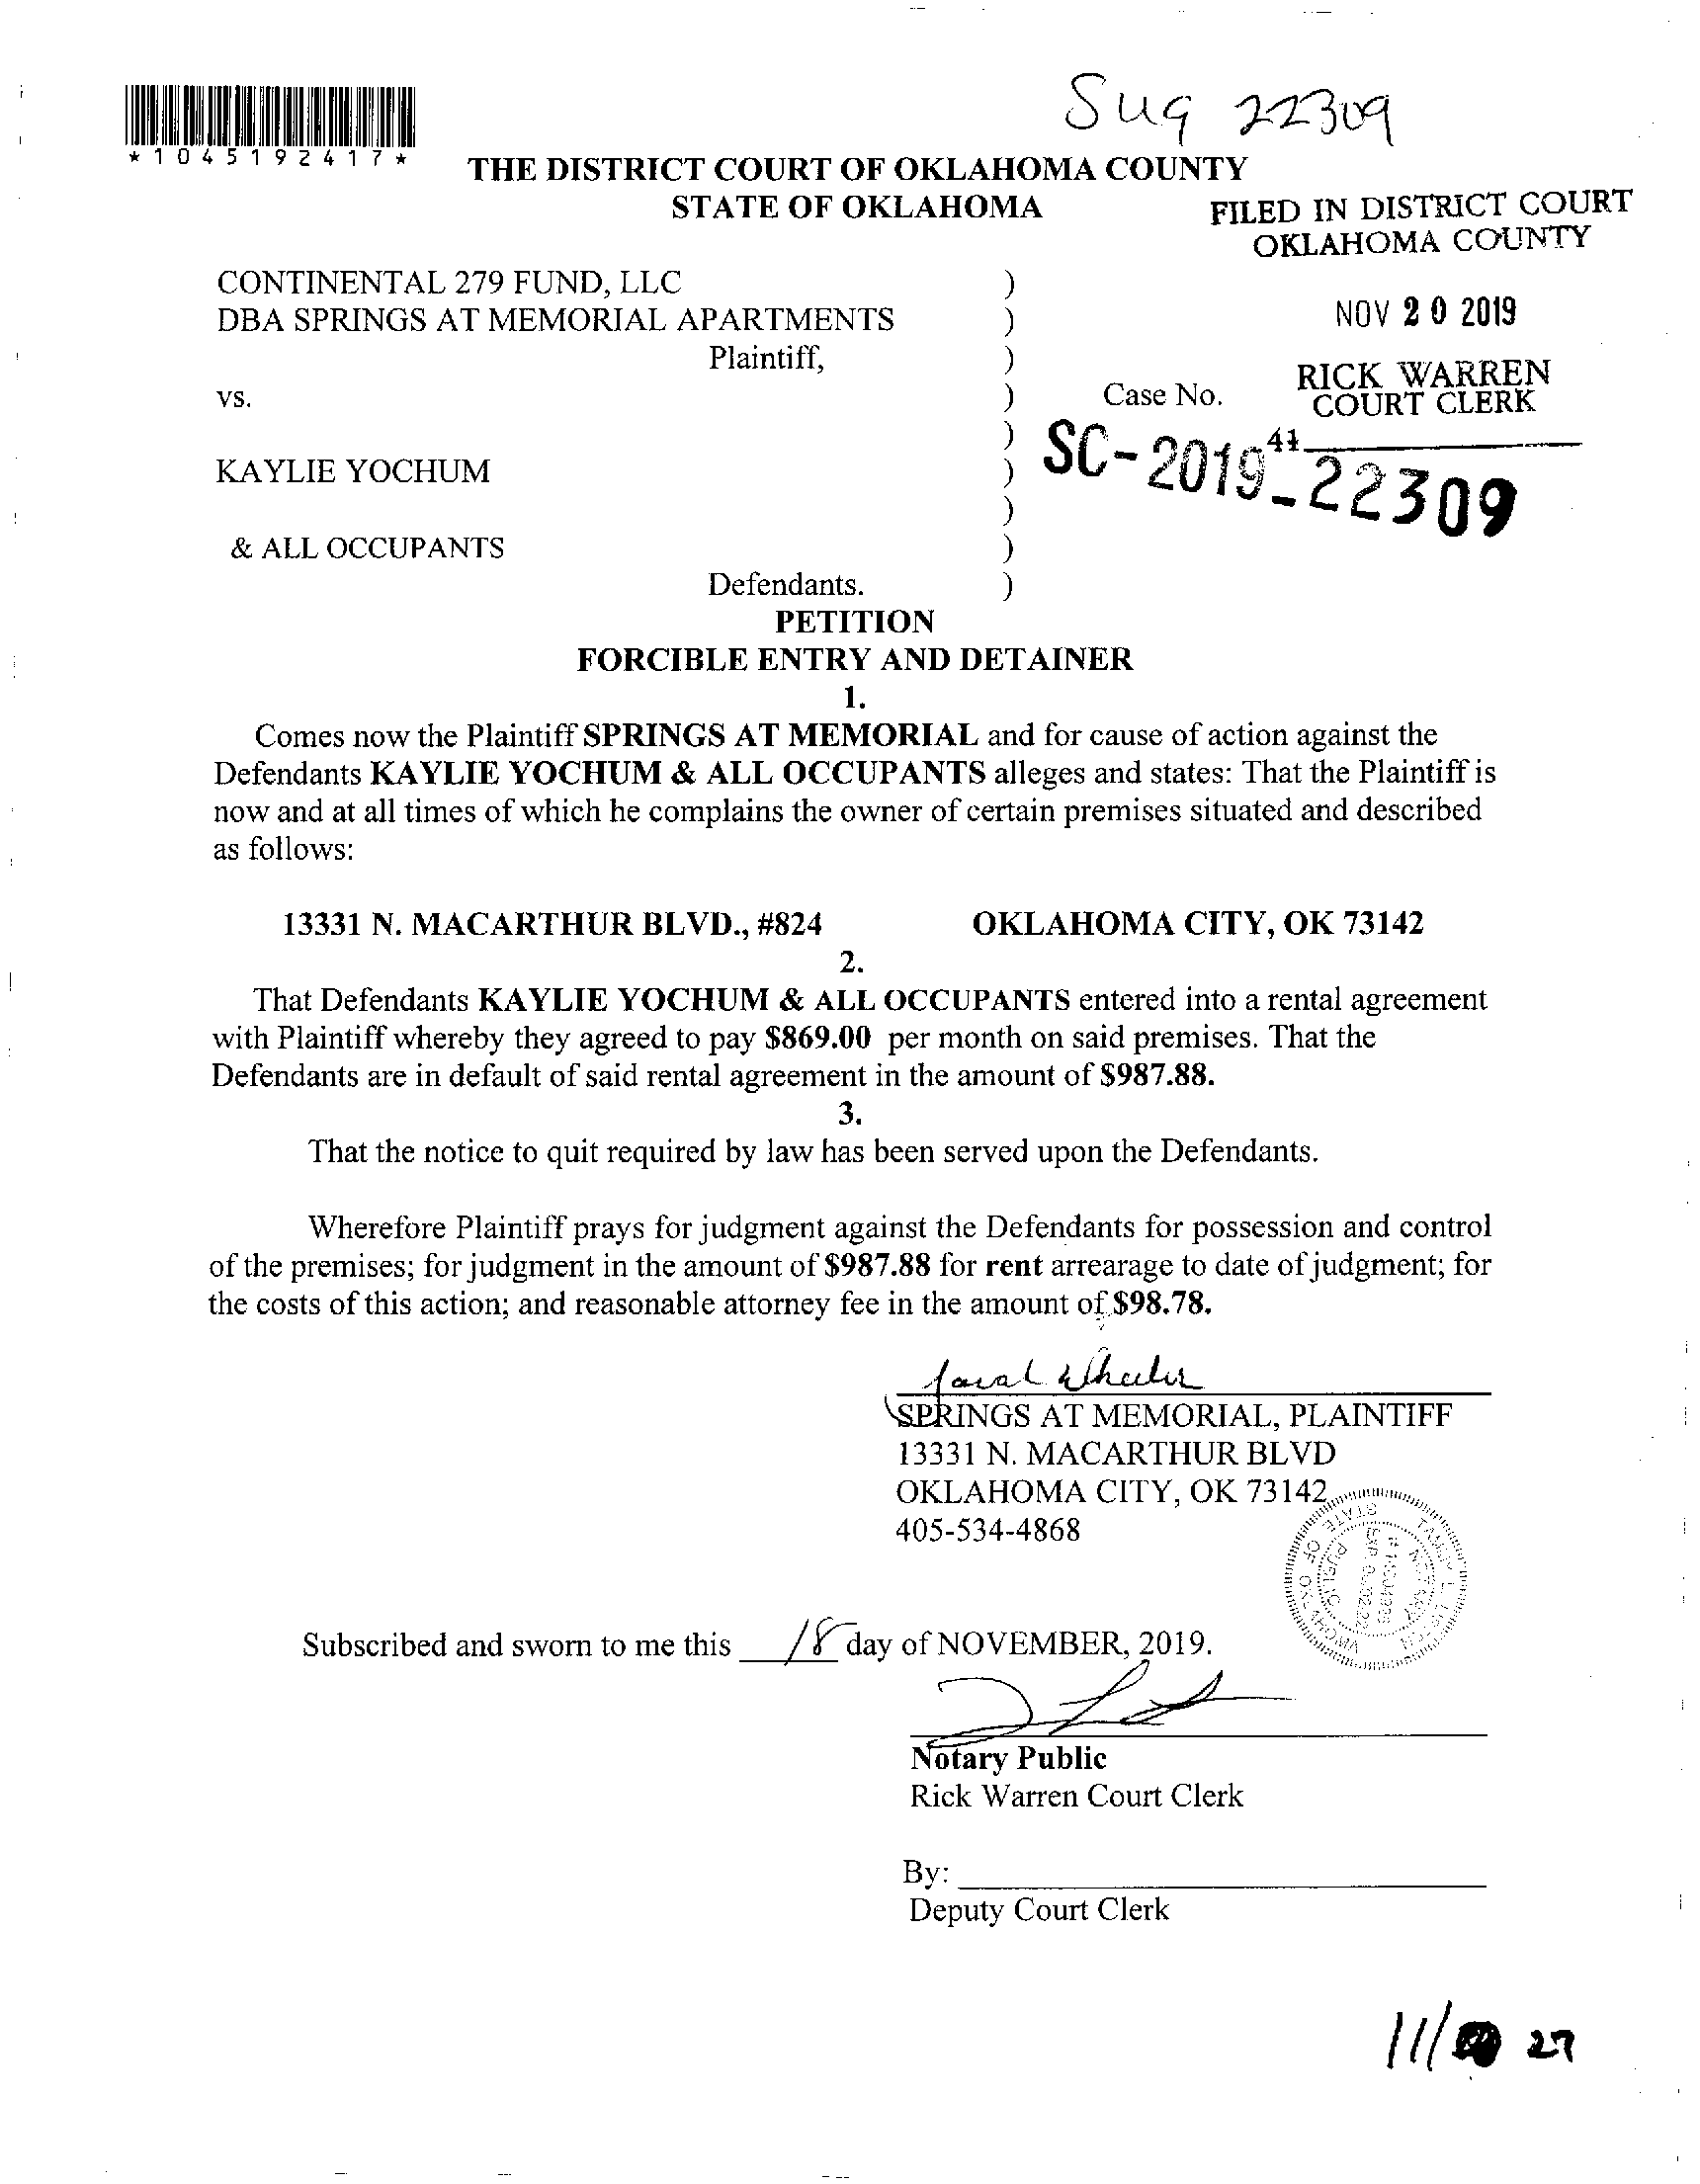 Sug 22309
*1045192417*
THE DISTRICT COURT OF OKLAHOMA COUNTY
STATE OF OKLAHOMA
FILED IN DISTRICT COURT
OKLAHOMA COUNTY
CONTINENTAL 279 FUND, LLC )
DBA SPRINGS AT MEMORIAL APARTMENTS )
NOV 20 2019
Plaintiff, )
RICK WARREN
COURT CLERK
vs. ) Case No.
) 41
SC-2019-22309
KAYLIE YOCHUM )
)
& ALL OCCUPANTS )
Defendants. )
PETITION
FORCIBLE ENTRY AND DETAINER
1.
Comes now the Plaintiff SPRINGS AT MEMORIAL and for cause of action against the
Defendants KAYLIE YOCHUM & ALL OCCUPANTS alleges and states: That the Plaintiff is
now and at all times of which he complains the owner of certain premises situated and described
as follows:
13331 N. MACARTHUR BLVD., #824 OKLAHOMA CITY, OK 73142
2.
That Defendants KAYLIE YOCHUM & ALL OCCUPANTS entered into a rental agreement
with Plaintiff whereby they agreed to pay $869.00 per month on said premises. That the
Defendants are in default of said rental agreement in the amount of $987.88.
3.
That the notice to quit required by law has been served upon the Defendants.
Wherefore Plaintiff prays for judgment against the Defendants for possession and control
of the premises; for judgment in the amount of $987.88 for rent arrearage to date of judgment; for
the costs of this action; and reasonable attorney fee in the amount of $98.78.
Wheeler
SPRINGS AT MEMORIAL, PLAINTIFF
13331 N. MACARTHUR BLVD
OKLAHOMA CITY, OK 73142
405-534-4868
NOTARY PUBLIC
STATE OF OKLAHOMA
Subscribed and sworn to me this 18 day of NOVEMBER, 2019.
Notary Public
Rick Warren Court Clerk
By:
Deputy Court Clerk
11/ 27